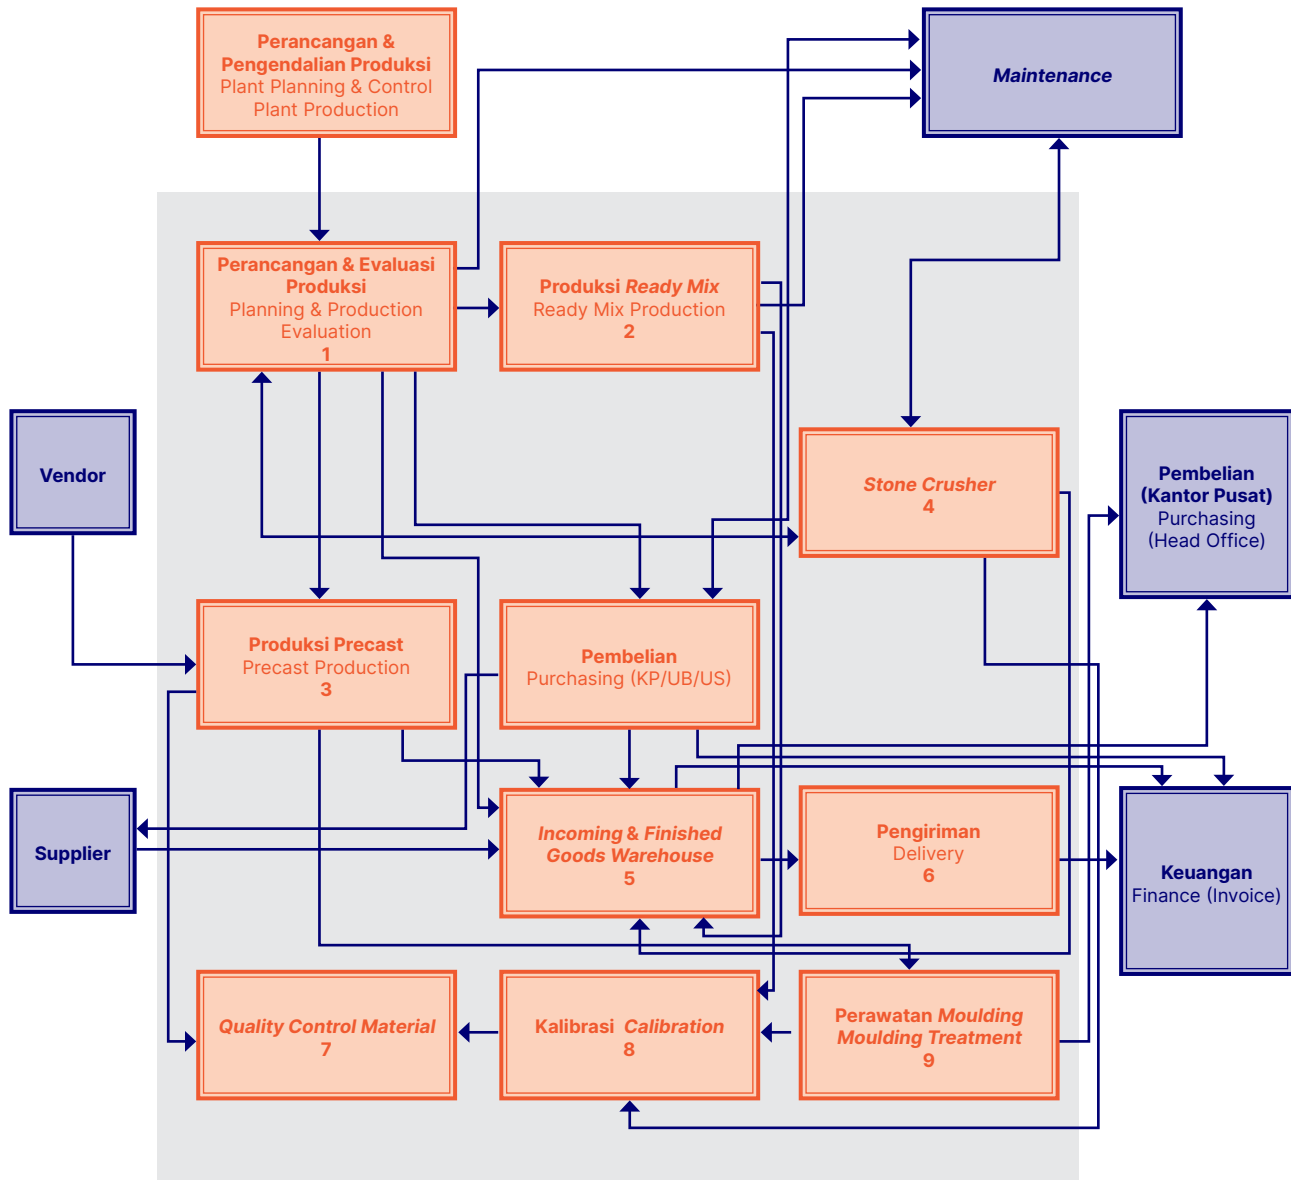 Perancangan &
Pengendalian Produksi
Plant Planning & Control
Plant Production
Maintenance
Perancangan & Evaluasi
Produksi
Planning & Production
Evaluation
1
Produksi Ready Mix
Ready Mix Production
2
Vendor
Stone Crusher
4
Pembelian
(Kantor Pusat)
Purchasing
(Head Office)
Produksi Precast
Precast Production
3
Pembelian
Purchasing (KP/UB/US)
Supplier
Incoming & Finished
Goods Warehouse
5
Pengiriman
Delivery
6
Keuangan
Finance (Invoice)
Quality Control Material
7
Kalibrasi Calibration
8
Perawatan Moulding
Moulding Treatment
9